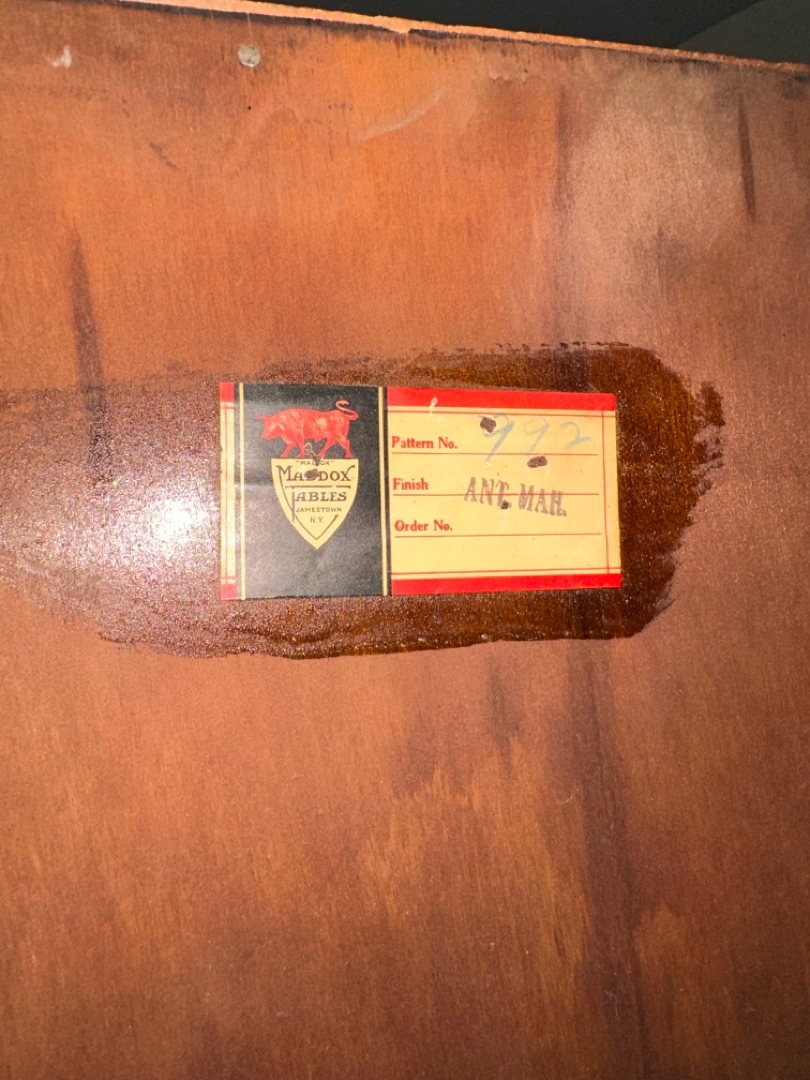 "MADDOX"
MADDOX
TABLES
JAMESTOWN
N.Y.
Pattern No. 992
Finish ANT. MAH.
Order No.